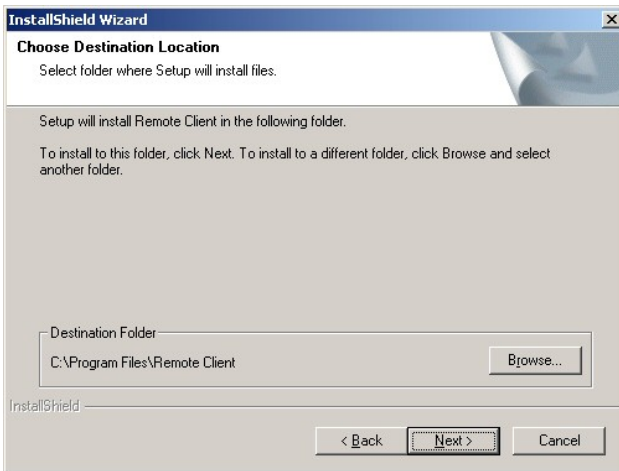 InstallShield Wizard
Choose Destination Location
Select folder where Setup will install files.
Setup will install Remote Client in the following folder.
To install to this folder, click Next. To install to a different folder, click Browse and select
another folder.
Destination Folder
C:\Program Files\Remote Client
Browse...
InstallShield
< Back
Next >
Cancel